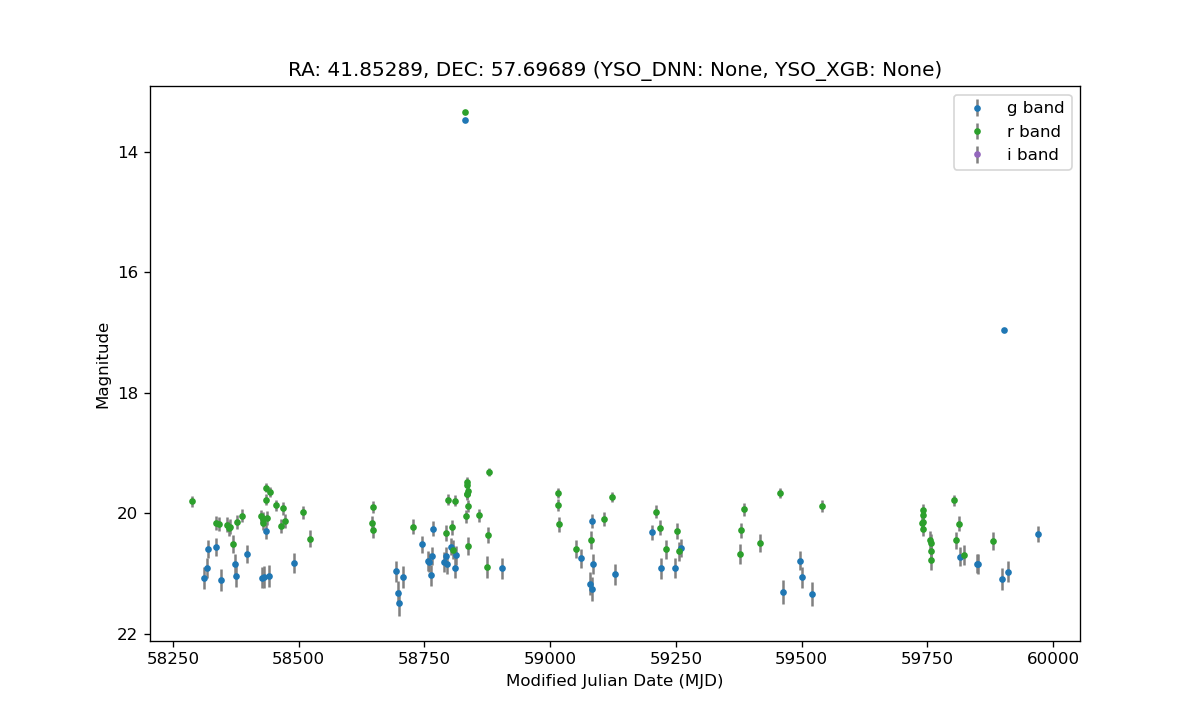 RA: 41.85289, DEC: 57.69689 (YSO_DNN: None, YSO_XGB: None)
g band
r band
i band
14
16
18
20
22
Magnitude
58250 58500 58750 59000 59250 59500 59750 60000
Modified Julian Date (MJD)